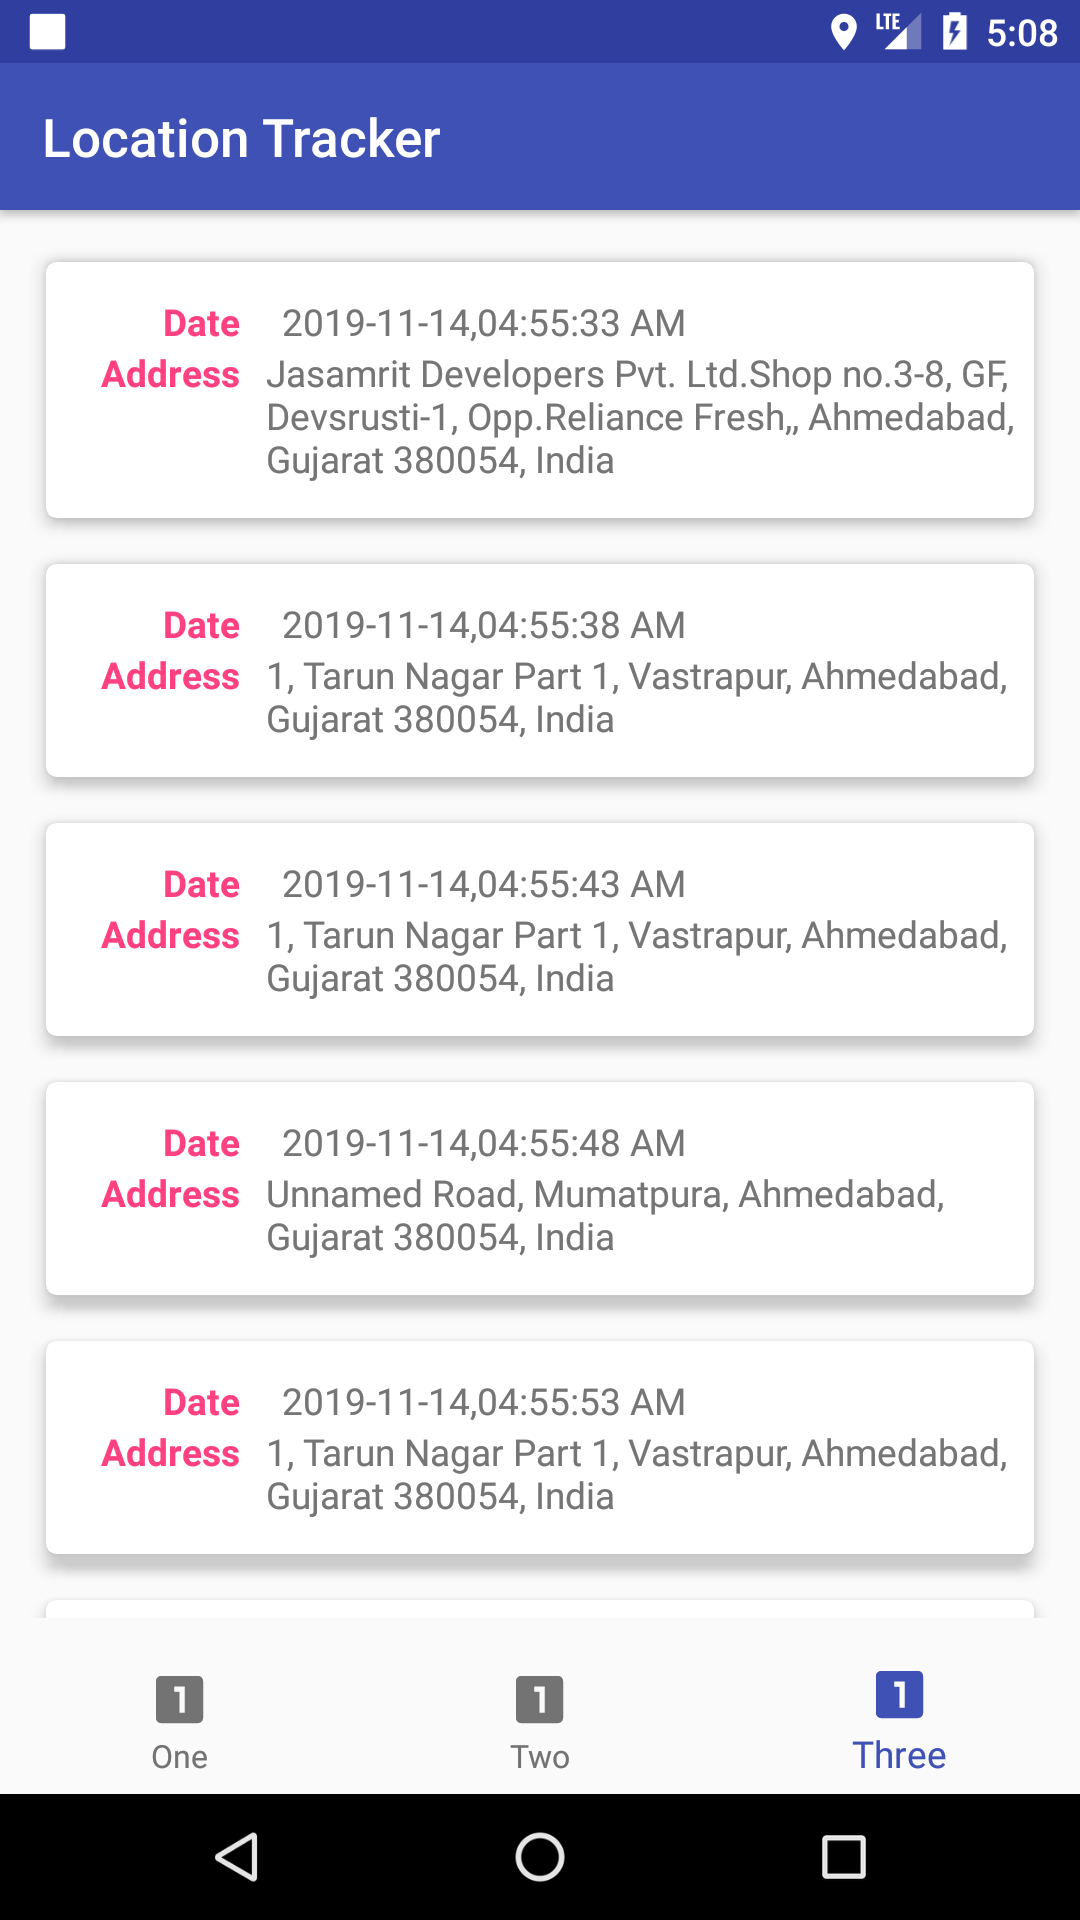 LTE 5:08
Location Tracker
Date 2019-11-14,04:55:33 AM
Address Jasamrit Developers Pvt. Ltd.Shop no.3-8, GF,
Devsrusti-1, Opp.Reliance Fresh,, Ahmedabad,
Gujarat 380054, India
Date 2019-11-14,04:55:38 AM
Address 1, Tarun Nagar Part 1, Vastrapur, Ahmedabad,
Gujarat 380054, India
Date 2019-11-14,04:55:43 AM
Address 1, Tarun Nagar Part 1, Vastrapur, Ahmedabad,
Gujarat 380054, India
Date 2019-11-14,04:55:48 AM
Address Unnamed Road, Mumatpura, Ahmedabad,
Gujarat 380054, India
Date 2019-11-14,04:55:53 AM
Address 1, Tarun Nagar Part 1, Vastrapur, Ahmedabad,
Gujarat 380054, India
1 1 1
One Two Three